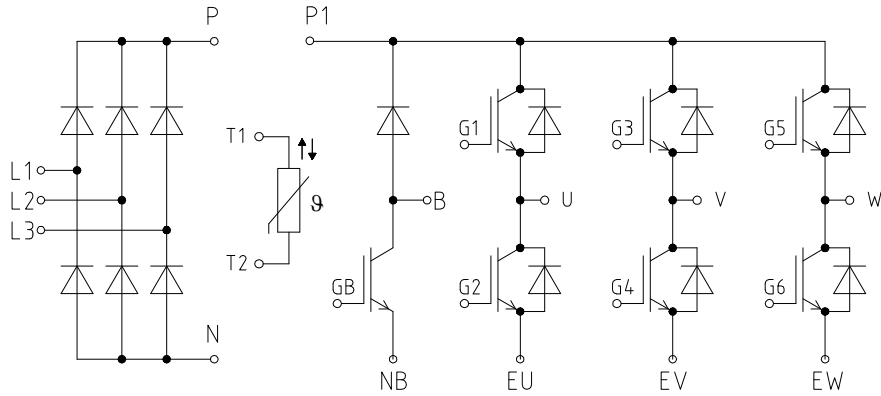 P P1
T1
G1 G3 G5
L1
L2 B U V W
L3 ϑ
T2
GB G2 G4 G6
N
NB EU EV EW